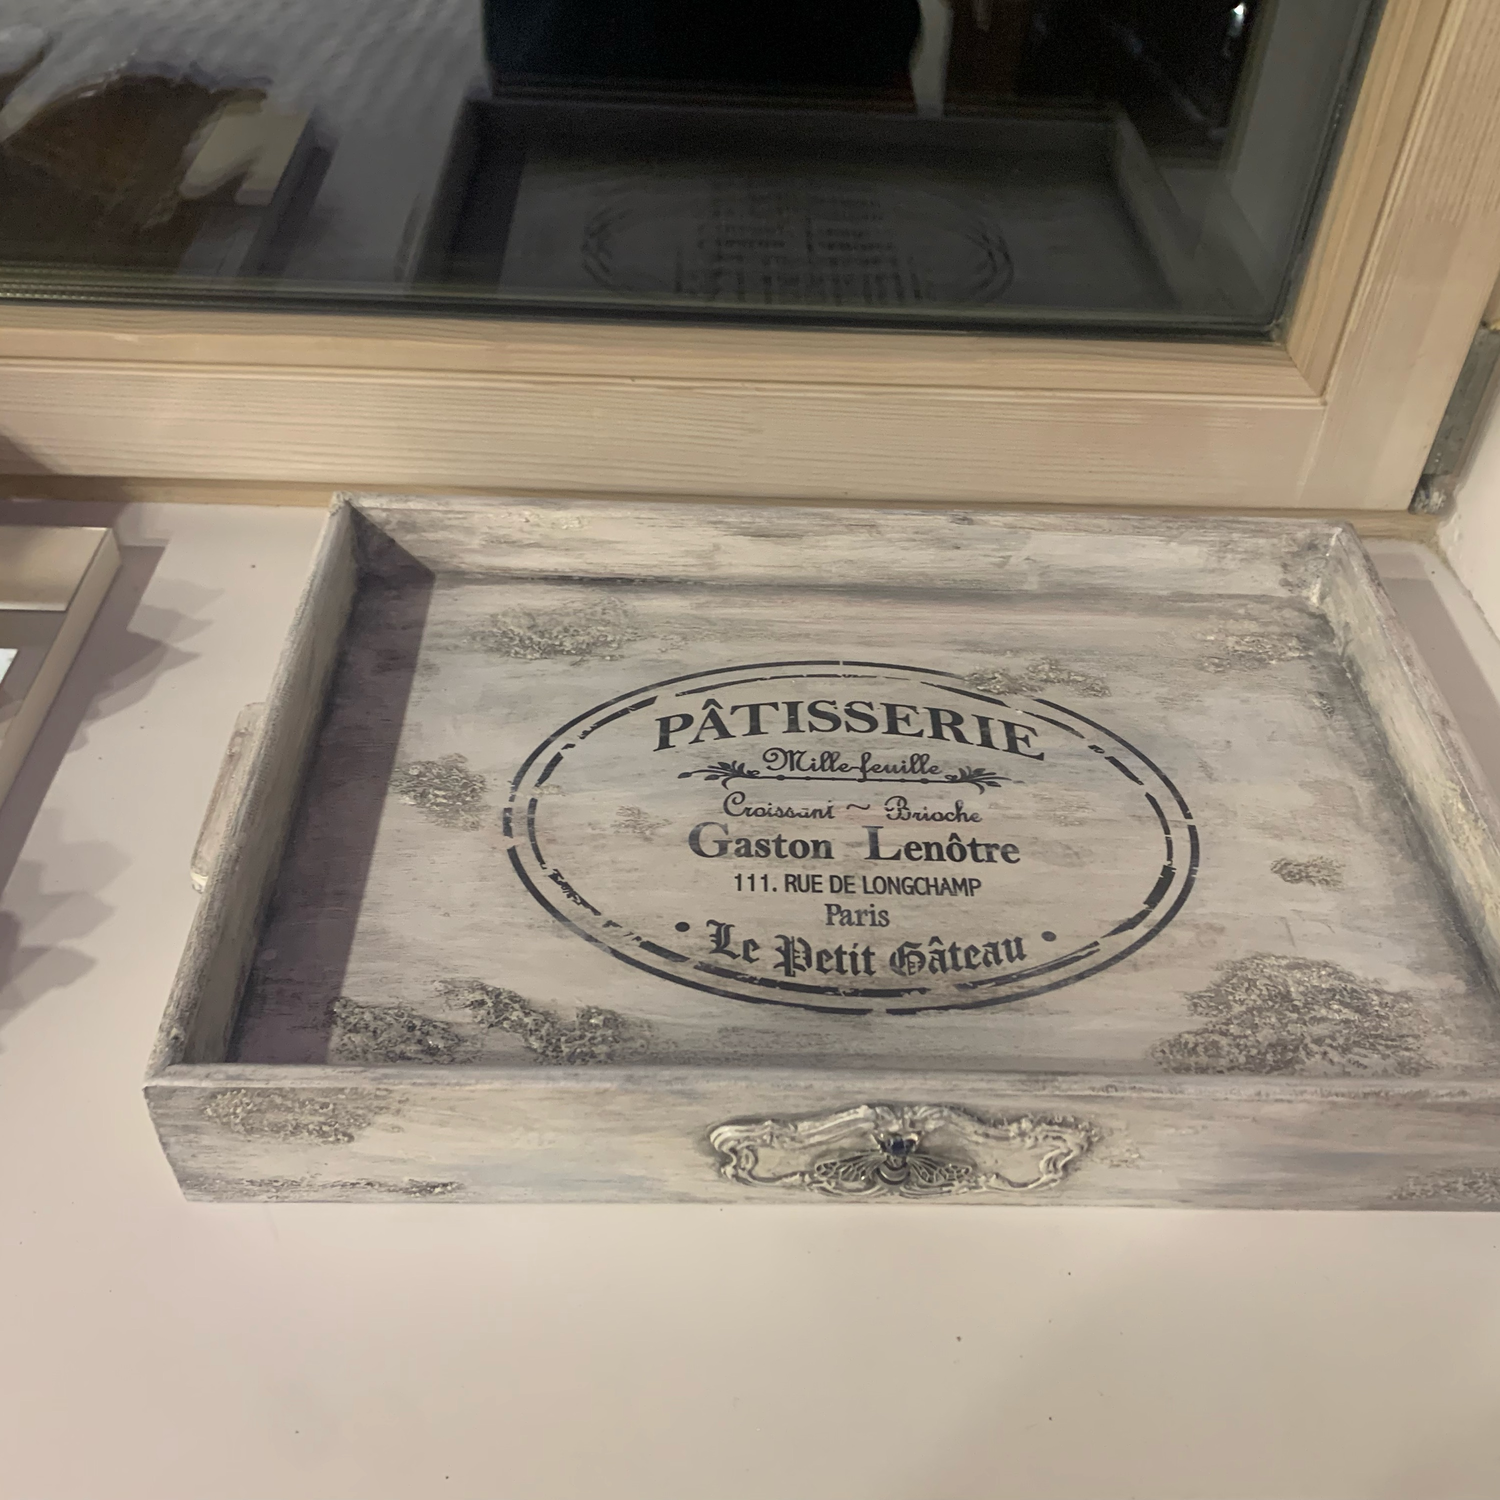 PÂTISSERIE
Mille-feuille
Croissant ~ Brioche
Gaston Lenôtre
111. RUE DE LONGCHAMP
Paris
• Le Petit Gâteau •